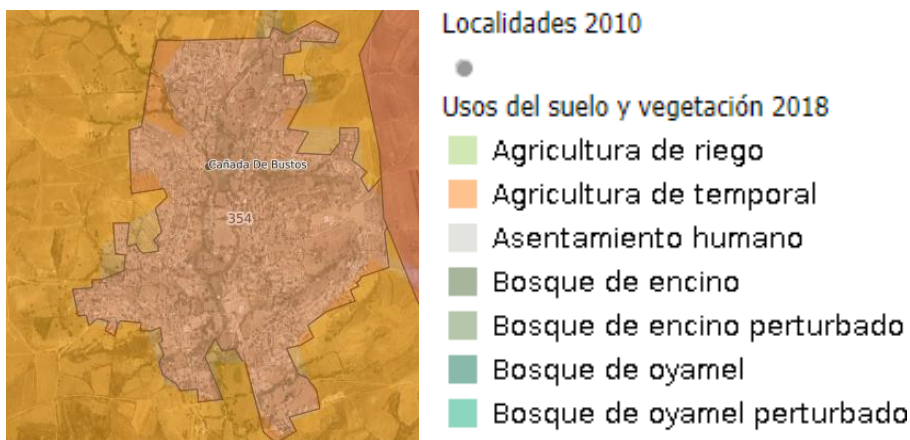 Cañada De Bustos
354
Localidades 2010
Usos del suelo y vegetación 2018
Agricultura de riego
Agricultura de temporal
Asentamiento humano
Bosque de encino
Bosque de encino perturbado
Bosque de oyamel
Bosque de oyamel perturbado